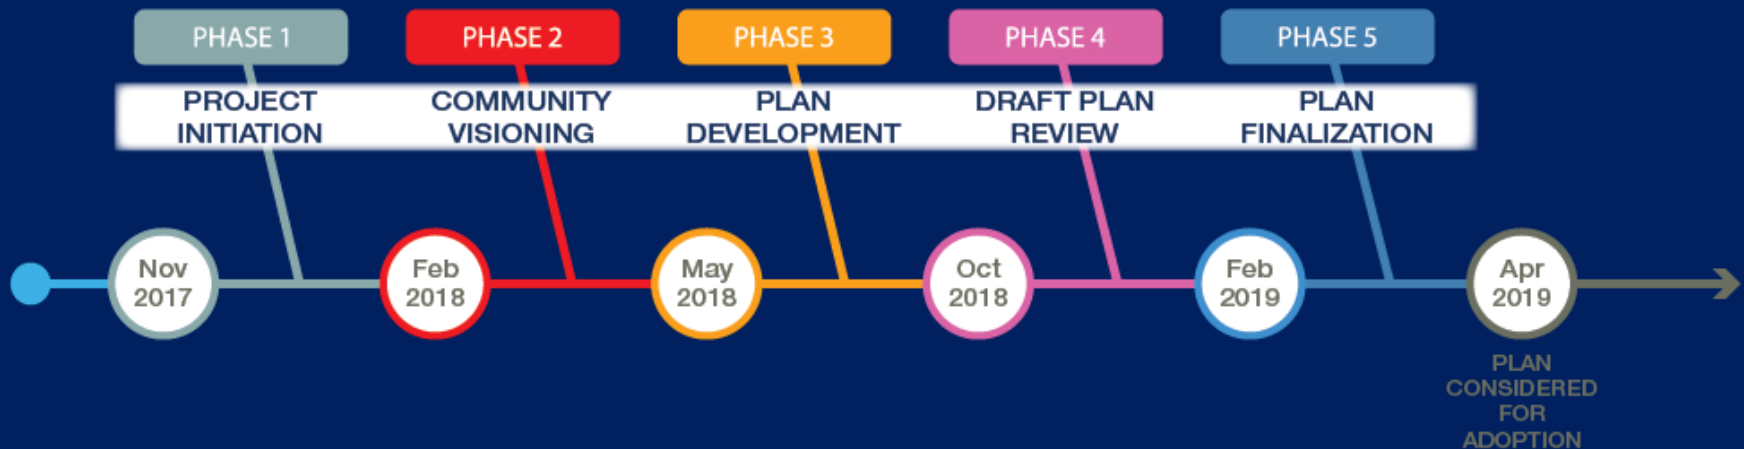 PHASE 1
PHASE 2
PHASE 3
PHASE 4
PHASE 5
PROJECT
INITIATION
COMMUNITY
VISIONING
PLAN
DEVELOPMENT
DRAFT PLAN
REVIEW
PLAN
FINALIZATION
Nov
2017
Feb
2018
May
2018
Oct
2018
Feb
2019
Apr
2019
PLAN
CONSIDERED
FOR
ADOPTION